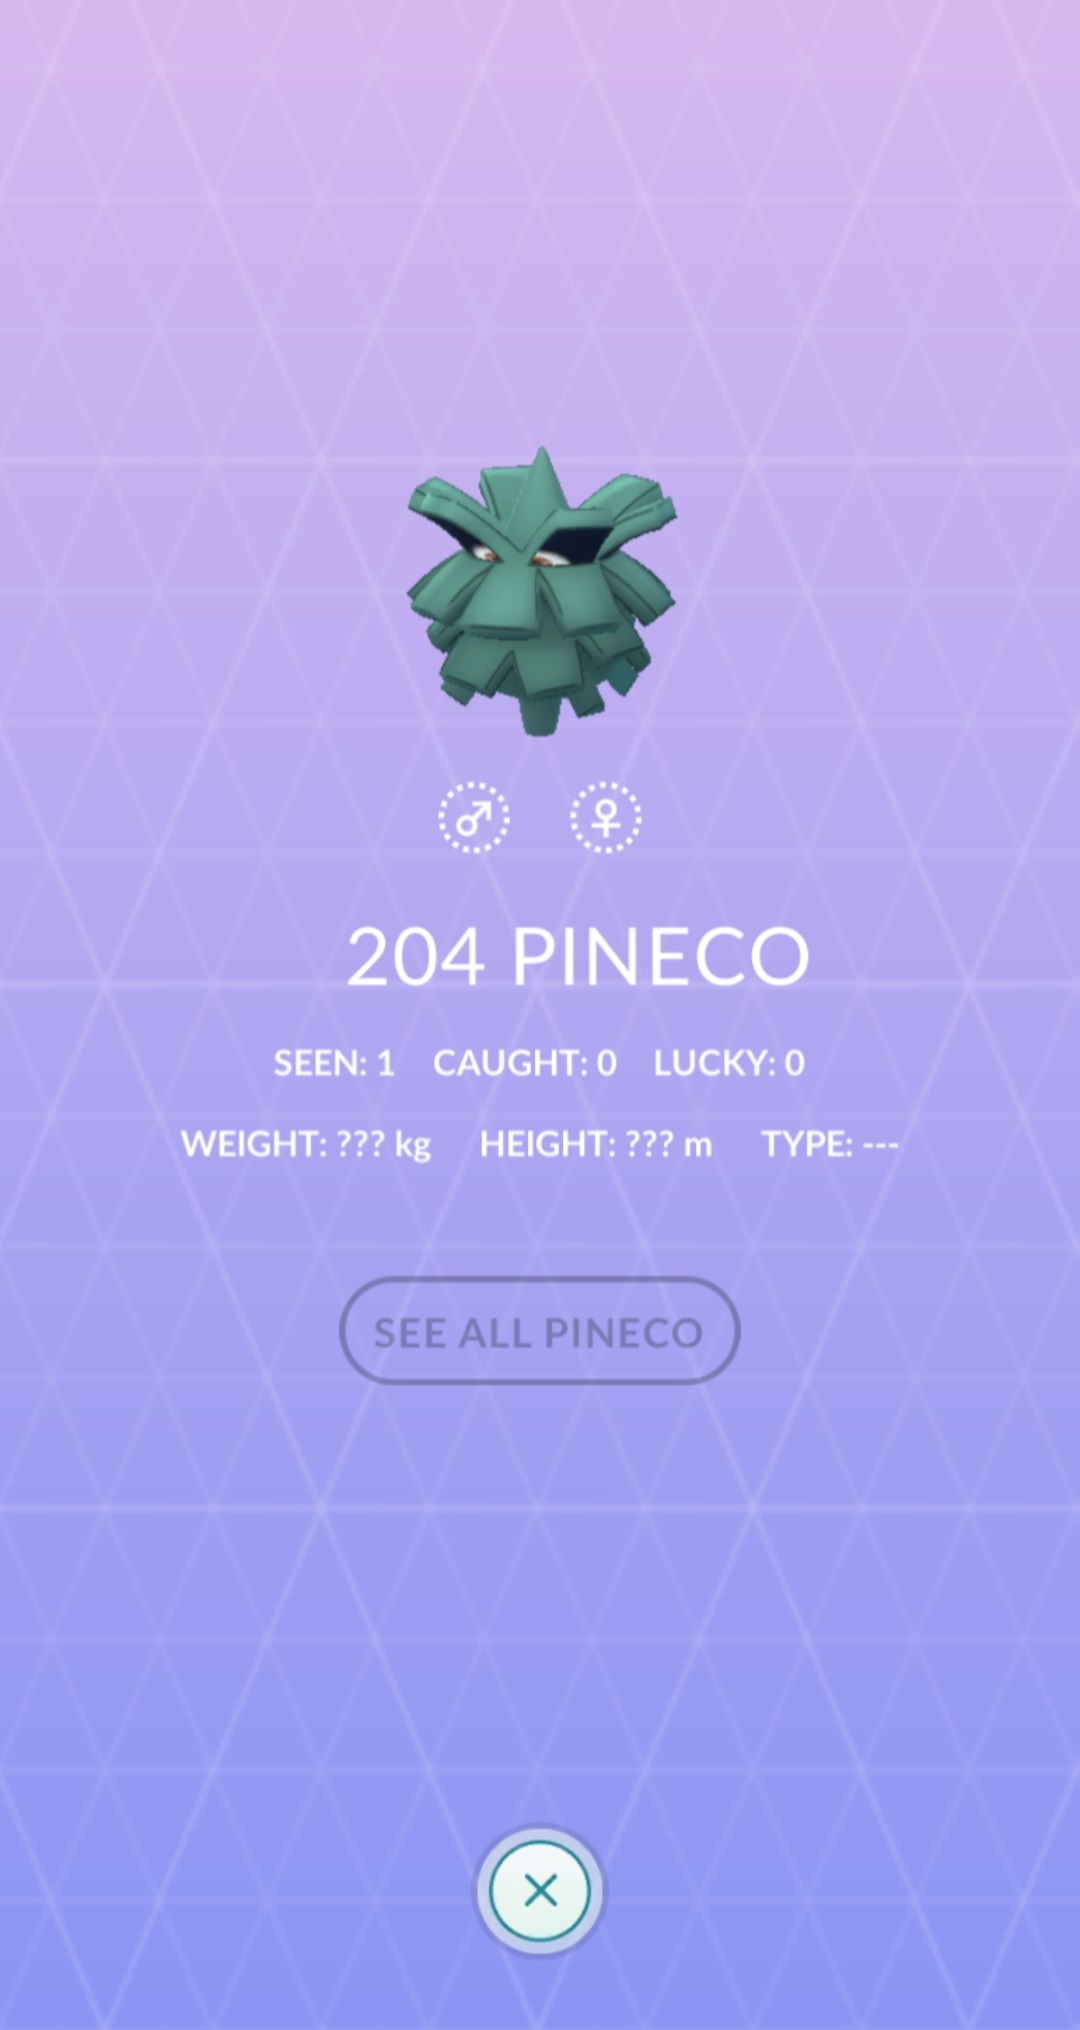 204 PINECO
SEEN: 1 CAUGHT: 0 LUCKY: 0
WEIGHT: ??? kg HEIGHT: ??? m TYPE: ---
SEE ALL PINECO